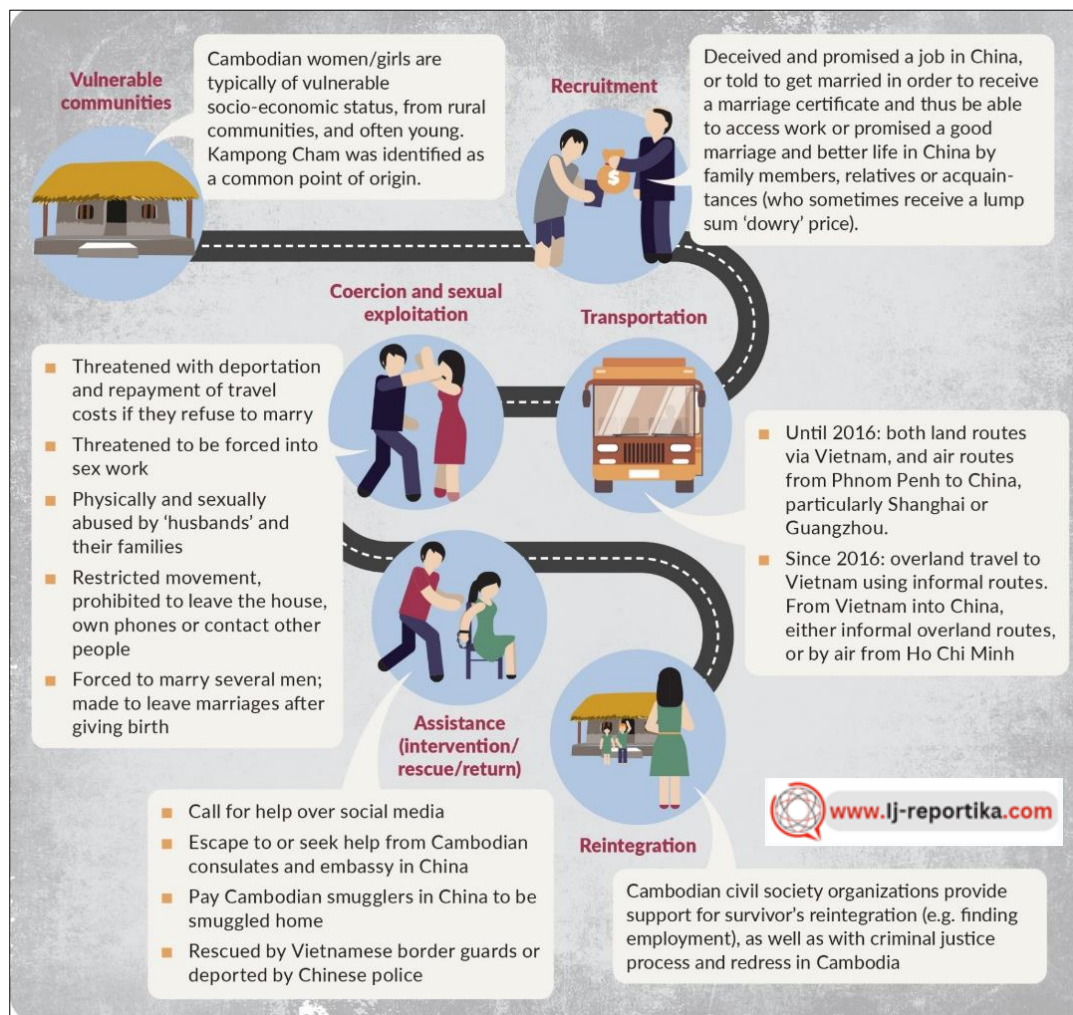 Vulnerable
communities
Cambodian women/girls are
typically of vulnerable
socio-economic status, from rural
communities, and often young.
Kampong Cham was identified as
a common point of origin.
Recruitment
$
Deceived and promised a job in China,
or told to get married in order to receive
a marriage certificate and thus be able
to access work or promised a good
marriage and better life in China by
family members, relatives or acquain-
tances (who sometimes receive a lump
sum ‘dowry’ price).
Transportation
Until 2016: both land routes
via Vietnam, and air routes
from Phnom Penh to China,
particularly Shanghai or
Guangzhou.
Since 2016: overland travel to
Vietnam using informal routes.
From Vietnam into China,
either informal overland routes,
or by air from Ho Chi Minh
Coercion and sexual
exploitation
Threatened with deportation
and repayment of travel
costs if they refuse to marry
Threatened to be forced into
sex work
Physically and sexually
abused by ‘husbands’ and
their families
Restricted movement,
prohibited to leave the house,
own phones or contact other
people
Forced to marry several men;
made to leave marriages after
giving birth
Assistance
(intervention/
rescue/return)
Call for help over social media
Escape to or seek help from Cambodian
consulates and embassy in China
Pay Cambodian smugglers in China to be
smuggled home
Rescued by Vietnamese border guards or
deported by Chinese police
Reintegration
Cambodian civil society organizations provide
support for survivor’s reintegration (e.g. finding
employment), as well as with criminal justice
process and redress in Cambodia
www.lj-reportika.com